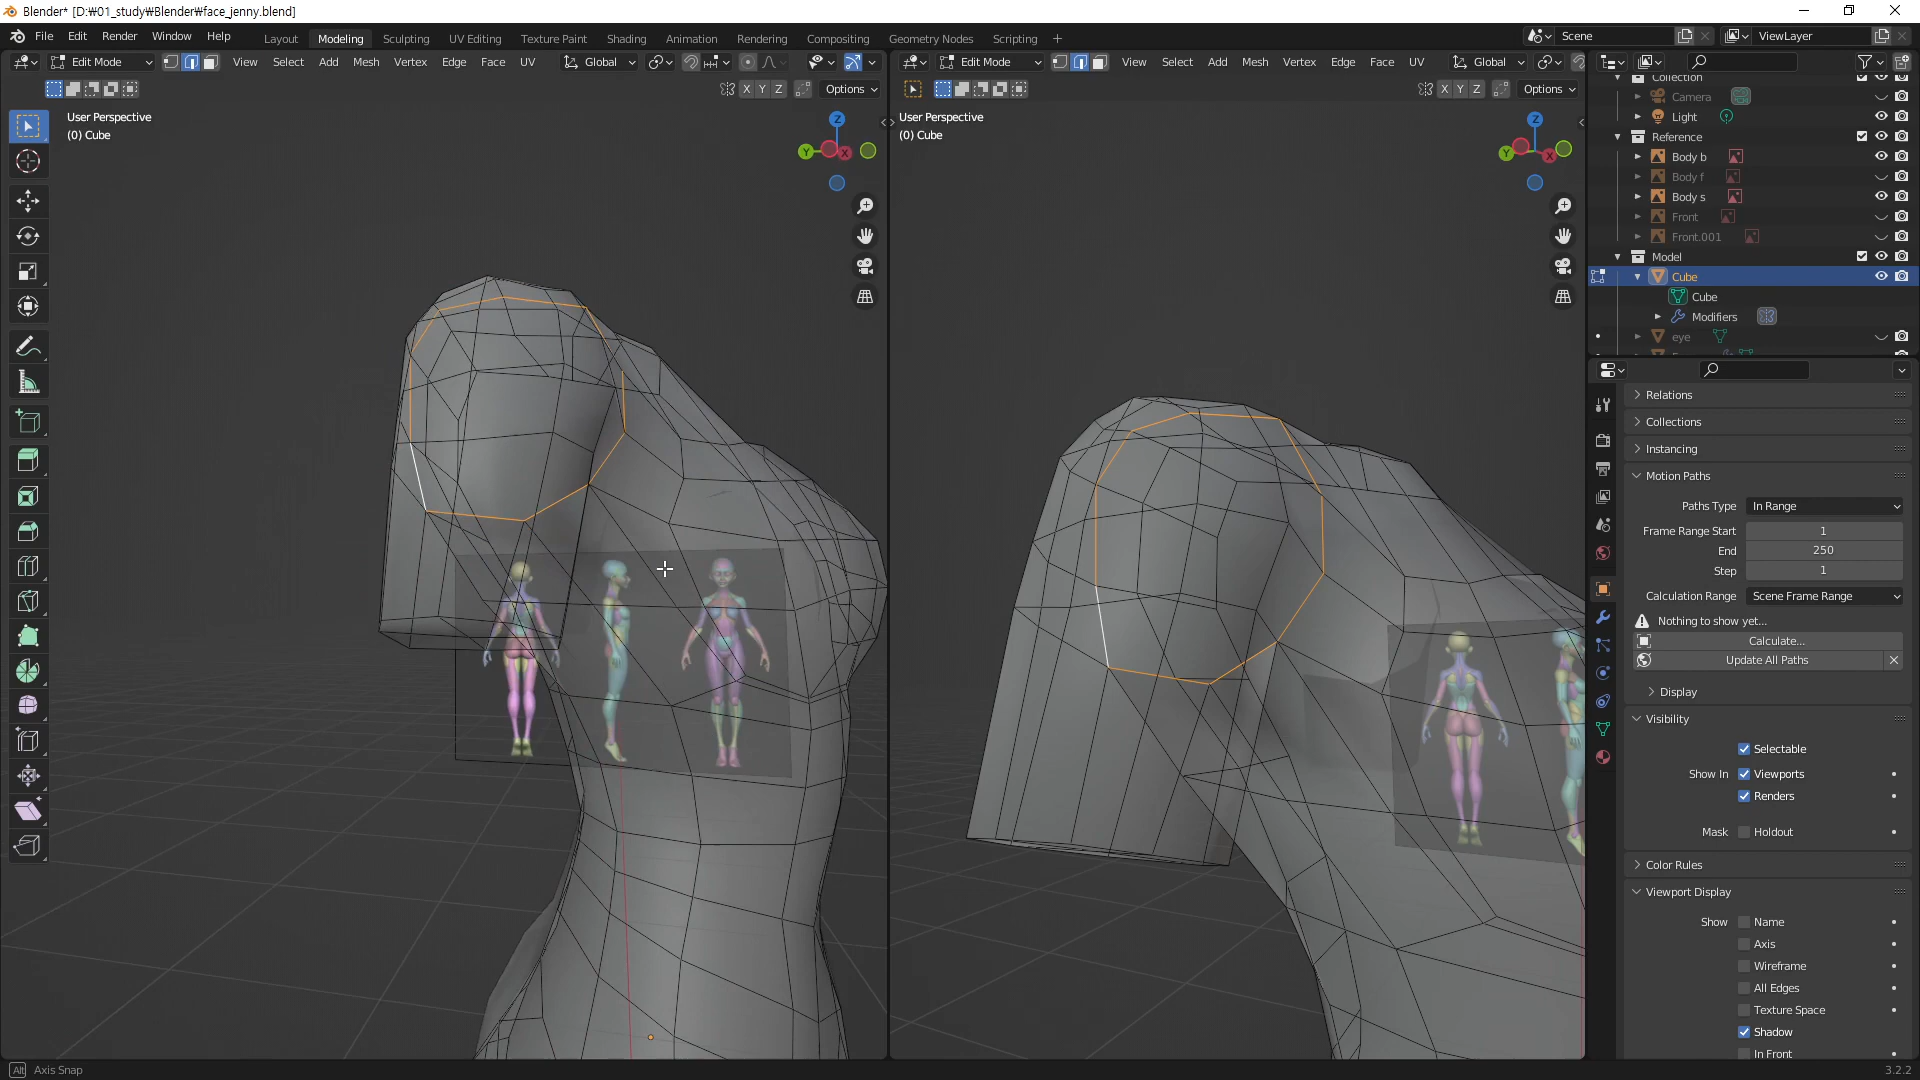 Blender* [D:₩01_study₩Blender₩face_jenny.blend]
File Edit Render Window Help
Layout Modeling Sculpting UV Editing Texture Paint Shading Animation Rendering Compositing Geometry Nodes Scripting
Scene ViewLayer
Edit Mode View Select Add Mesh Vertex Edge Face UV Global
Edit Mode View Select Add Mesh Vertex Edge Face UV Global
X Y Z Options
X Y Z Options
User Perspective
(0) Cube
User Perspective
(0) Cube
Z
Y
X
Z
Y
X
Collection
Camera
Light
Reference
Body b
Body f
Body s
Front
Front.001
Model
Cube
Cube
Modifiers
eye
Relations
Collections
Instancing
Motion Paths
Paths Type In Range
Frame Range Start 1
End 250
Step 1
Calculation Range Scene Frame Range
Nothing to show yet...
Calculate...
Update All Paths
Display
Visibility
Selectable
Show In Viewports
Renders
Mask Holdout
Color Rules
Viewport Display
Show Name
Axis
Wireframe
All Edges
Texture Space
Shadow
In Front
Alt Axis Snap
3.2.2